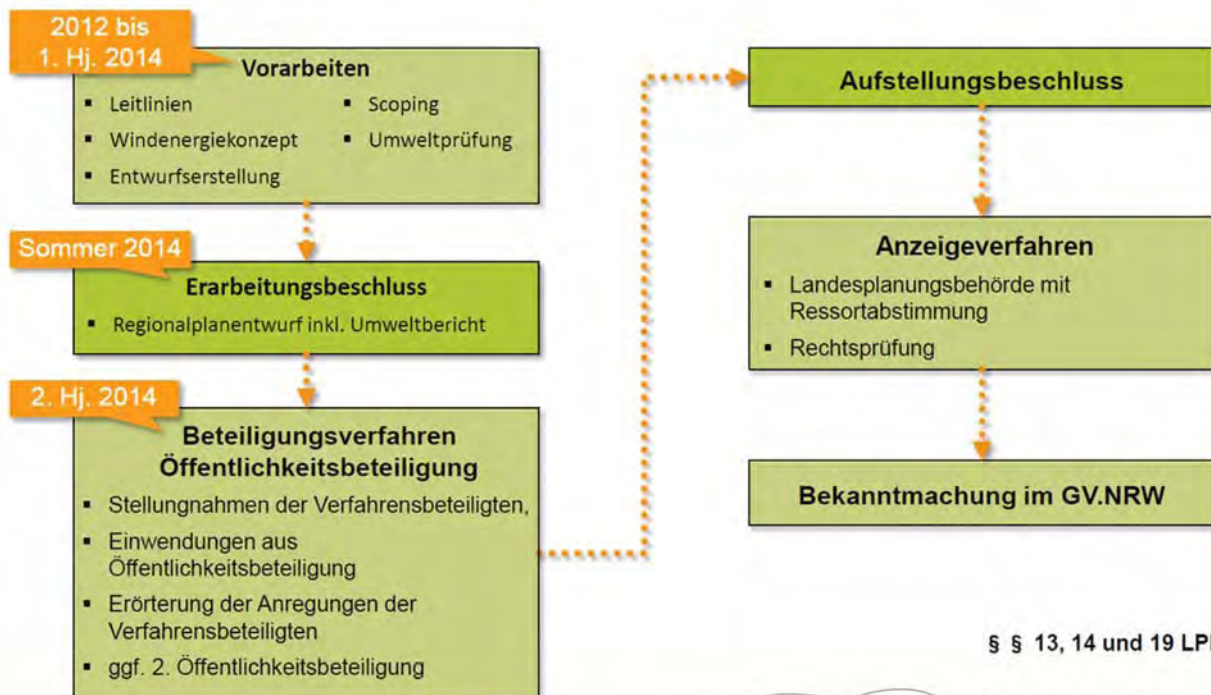 2012 bis
1. Hj. 2014
Vorarbeiten
▪ Leitlinien
▪ Windenergiekonzept
▪ Entwurfserstellung
▪ Scoping
▪ Umweltprüfung
Sommer 2014
Erarbeitungsbeschluss
▪ Regionalplanentwurf inkl. Umweltbericht
2. Hj. 2014
Beteiligungsverfahren
Öffentlichkeitsbeteiligung
▪ Stellungnahmen der Verfahrensbeteiligten,
▪ Einwendungen aus
Öffentlichkeitsbeteiligung
▪ Erörterung der Anregungen der
Verfahrensbeteiligten
▪ ggf. 2. Öffentlichkeitsbeteiligung
Aufstellungsbeschluss
Anzeigeverfahren
▪ Landesplanungsbehörde mit
Ressortabstimmung
▪ Rechtsprüfung
Bekanntmachung im GV.NRW
§ § 13, 14 und 19